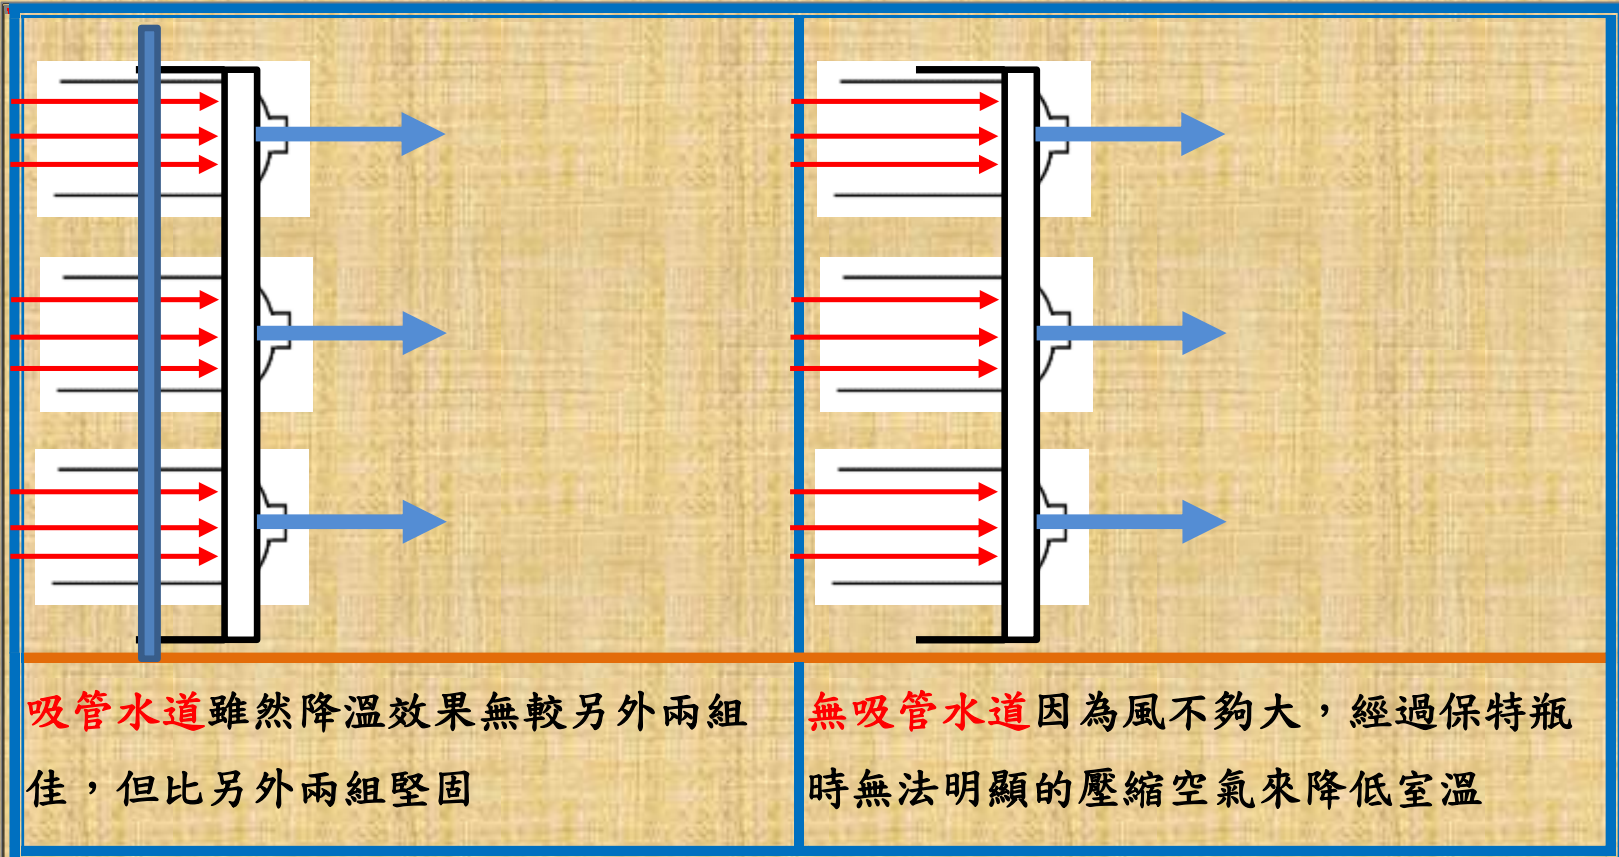 吸管水道雖然降溫效果無較另外兩組
佳，但比另外兩組堅固
無吸管水道因為風不夠大，經過保特瓶
時無法明顯的壓縮空氣來降低室溫